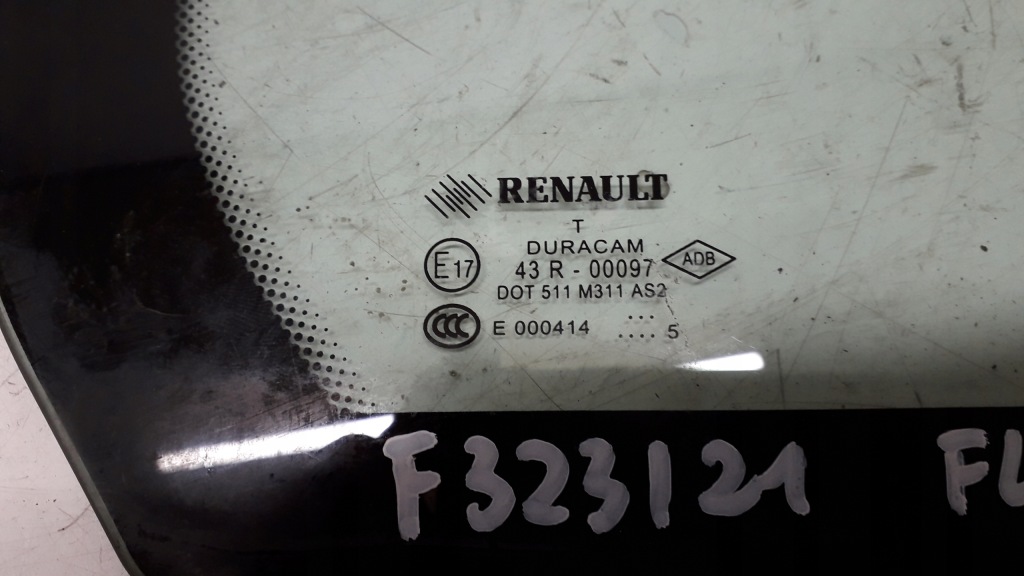 RENAULT
T
DURACAM
E17 43 R - 00097 ADB
DOT 511 M311 AS2
...
CCC E 000414 .... 5
F323121 FL